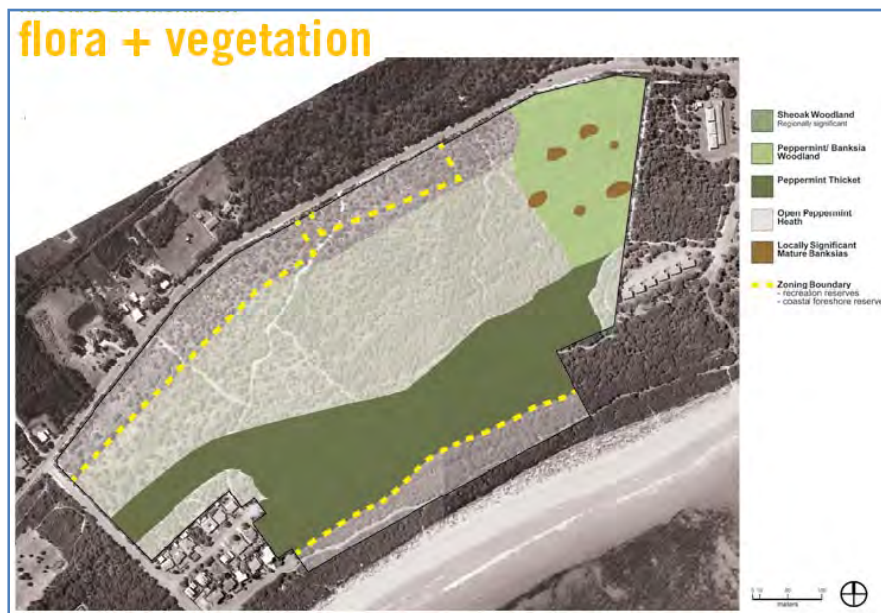 flora + vegetation
Sheoak Woodland
Regionally significant
Peppermint/ Banksia
Woodland
Peppermint Thicket
Open Peppermint
Heath
Locally Significant
Mature Banksias
Zoning Boundary
- recreation reserves
- coastal foreshore reserve
meters